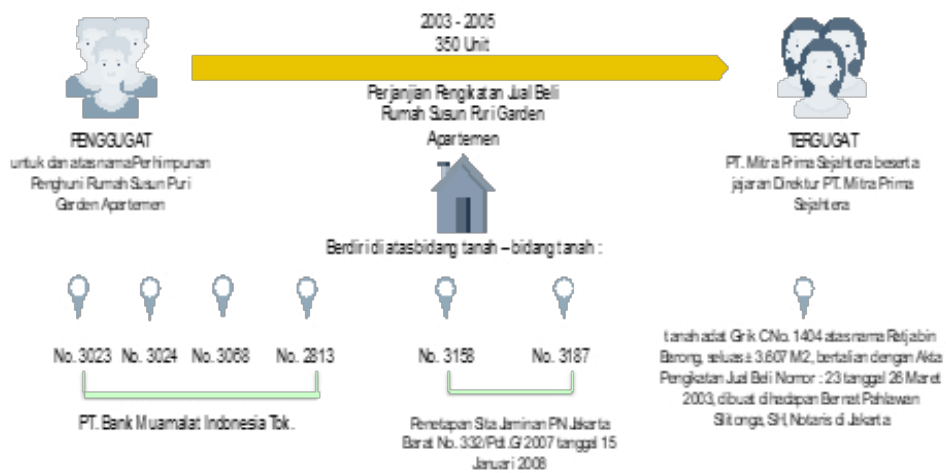 2003 - 2005
350 Unit
Perjanjian Pengikatan Jual Beli
Rumah Susun Puri Garden
Apartemen
PENGGUGAT
untuk dan atas nama Perhimpunan
Penghuni Rumah Susun Puri
Garden Apartemen
TERGUGAT
PT. Mitra Prima Sejahtera beserta
jajaran Direktur PT. Mitra Prima
Sejahtera
Berdiri di atas bidang tanah – bidang tanah :
No. 3023 No. 3024 No. 3068 No. 2813 No. 3158 No. 3187
PT. Bank Muamalat Indonesia Tbk.
Penetapan Sita Jaminan PN Jakarta
Barat No. 332/Pdt.G/2007 tanggal 15
Januari 2008
tanah adat Girik C No. 1404 atas nama Ratja bin
Barong, seluas ± 3.607 M2, bertalian dengan Akta
Pengikatan Jual Beli Nomor : 23 tanggal 26 Maret
2003, dibuat di hadapan Bernat Pahlawan
Silitonga, SH, Notaris di Jakarta